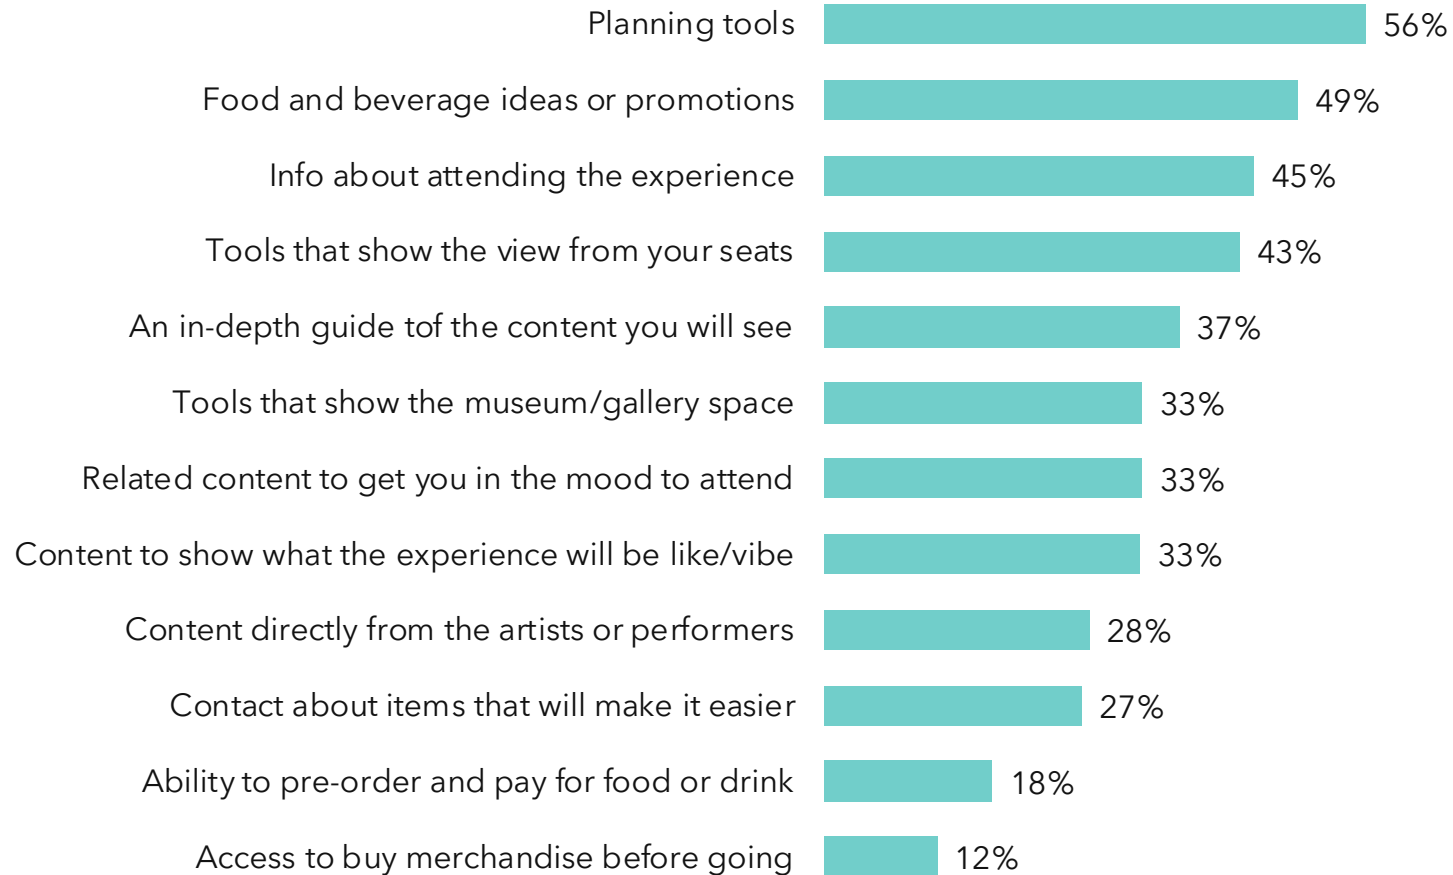 Planning tools 56%
Food and beverage ideas or promotions 49%
Info about attending the experience 45%
Tools that show the view from your seats 43%
An in-depth guide tof the content you will see 37%
Tools that show the museum/gallery space 33%
Related content to get you in the mood to attend 33%
Content to show what the experience will be like/vibe 33%
Content directly from the artists or performers 28%
Contact about items that will make it easier 27%
Ability to pre-order and pay for food or drink 18%
Access to buy merchandise before going 12%